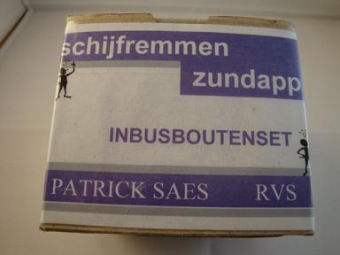 schijfremmen
zundapp
INBUSBOUTENSET
PATRICK SAES RVS